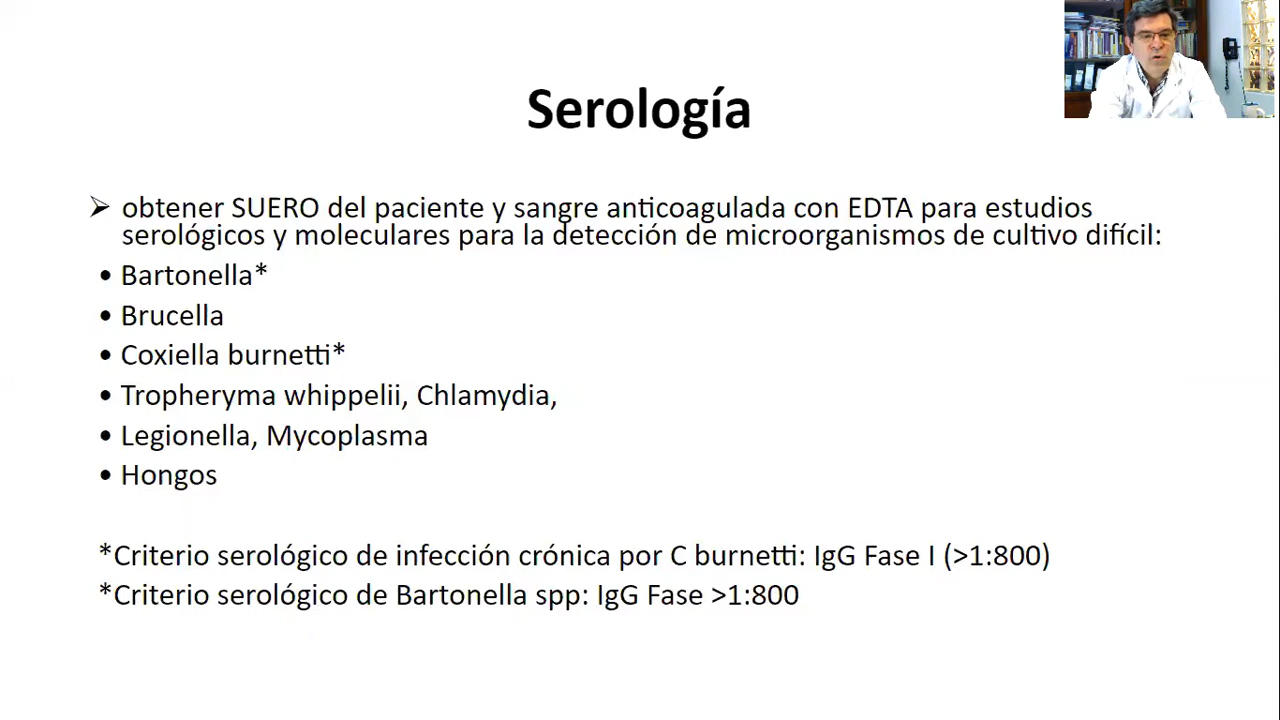 Serología
➤ obtener SUERO del paciente y sangre anticoagulada con EDTA para estudios
serológicos y moleculares para la detección de microorganismos de cultivo difícil:
• Bartonella*
• Brucella
• Coxiella burnetti*
• Tropheryma whippelii, Chlamydia,
• Legionella, Mycoplasma
• Hongos
*Criterio serológico de infección crónica por C burnetti: IgG Fase I (>1:800)
*Criterio serológico de Bartonella spp: IgG Fase >1:800